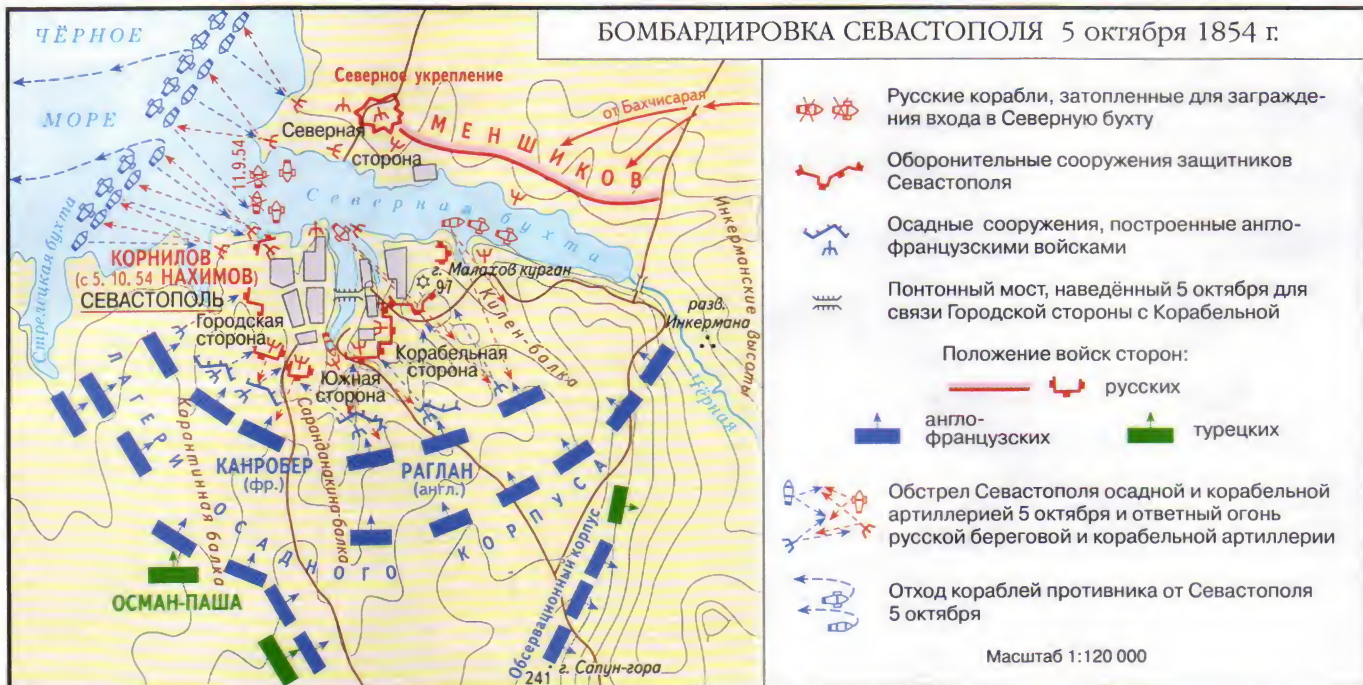 БОМБАРДИРОВКА СЕВАСТОПОЛЯ 5 октября 1854 г.
ЧЁРНОЕ
МОРЕ
Северное укрепление
от Бахчисарая
МЕНШИКОВ
Северная
сторона
11.9.54
Северная бухта
Стрелецкая бухта
КОРНИЛОВ
(с 5. 10. 54 НАХИМОВ)
СЕВАСТОПОЛЬ
г. Малахов курган
97
Инкерманские высоты
разв.
Инкермана
Чёрная
Килен-балка
Городская
сторона
Корабельная
сторона
Южная
сторона
ЛАГЕРИ ОСАДНОГО КОРПУСА
Карантинная балка
Сарандинакина-балка
КАНРОБЕР
(фр.)
РАГЛАН
(англ.)
ОСМАН-ПАША
Обсервационный корпус
241 г. Сапун-гора
Русские корабли, затопленные для загражде-
ния входа в Северную бухту
Оборонительные сооружения защитников
Севастополя
Осадные сооружения, построенные англо-
французскими войсками
Понтонный мост, наведённый 5 октября для
связи Городской стороны с Корабельной
Положение войск сторон:
русских
англо-
французских
турецких
Обстрел Севастополя осадной и корабельной
артиллерией 5 октября и ответный огонь
русской береговой и корабельной артиллерии
Отход кораблей противника от Севастополя
5 октября
Масштаб 1:120 000